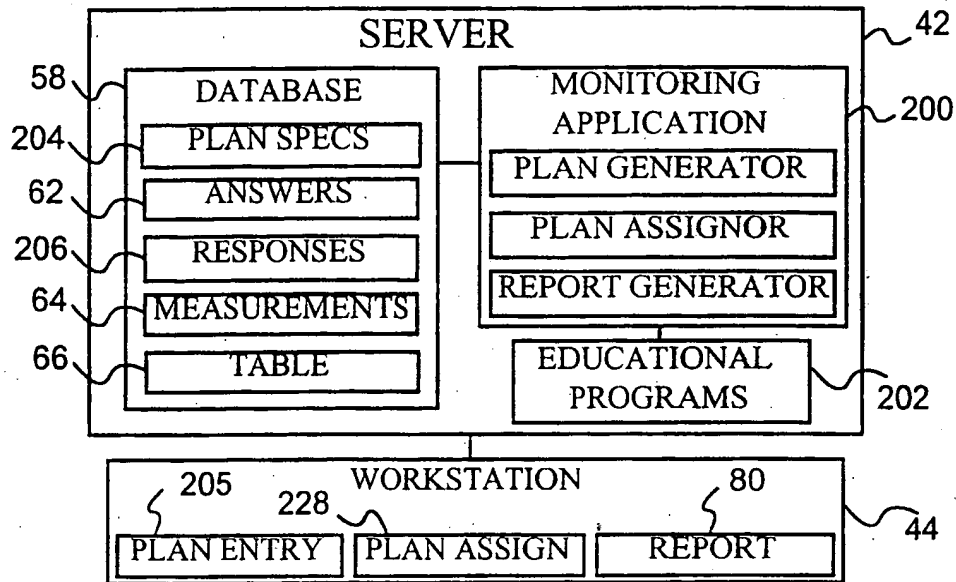 SERVER
42
58
DATABASE
204
PLAN SPECS
62
ANSWERS
206
RESPONSES
64
MEASUREMENTS
66
TABLE
MONITORING
APPLICATION
200
PLAN GENERATOR
PLAN ASSIGNOR
REPORT GENERATOR
EDUCATIONAL
PROGRAMS
202
WORKSTATION
205
228
80
44
PLAN ENTRY
PLAN ASSIGN
REPORT